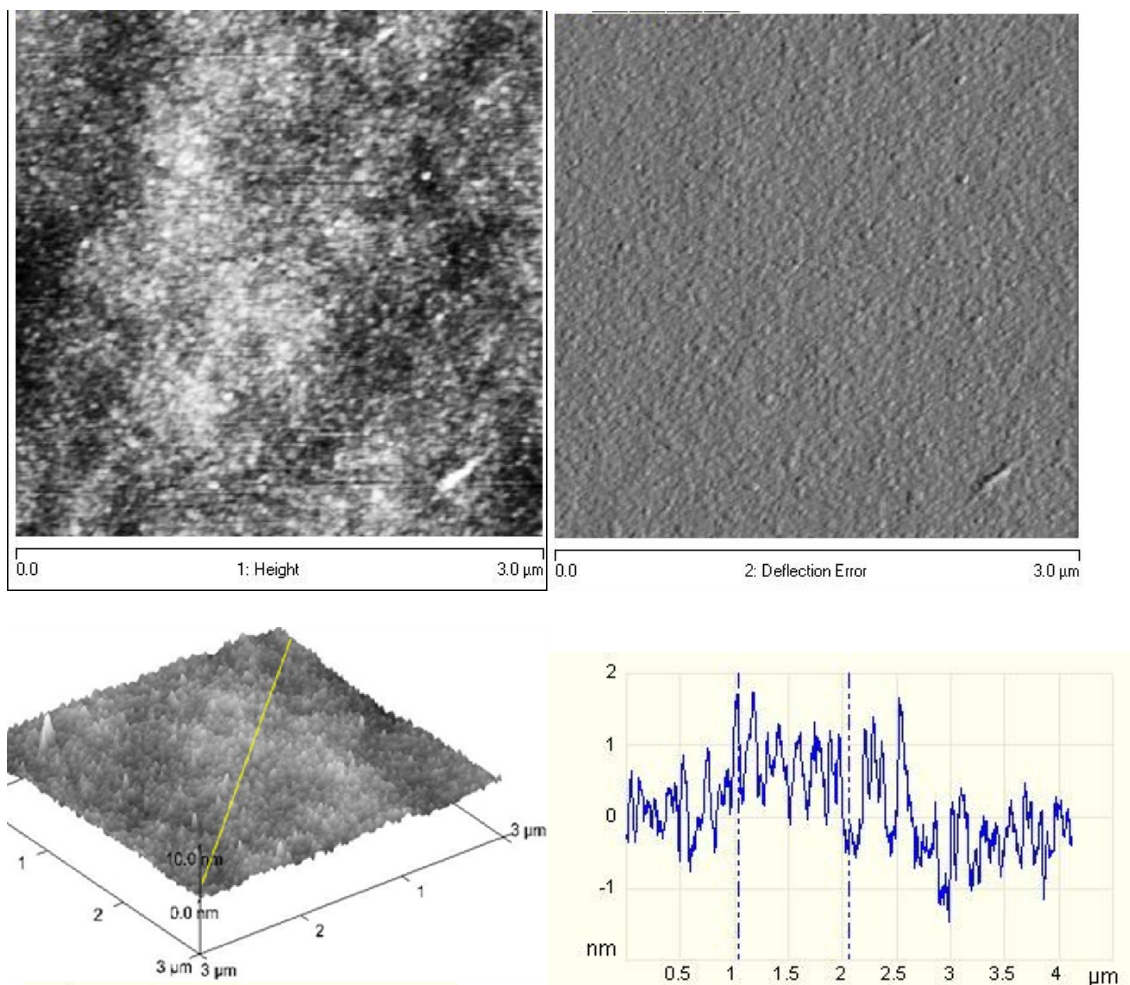 0.0 1: Height 3.0 µm
0.0 2: Deflection Error 3.0 µm
10.0 nm
0.0 nm
1
2
3 µm
3 µm
2
1
3 µm
2
1
0
-1
nm
0.5 1 1.5 2 2.5 3 3.5 4 µm